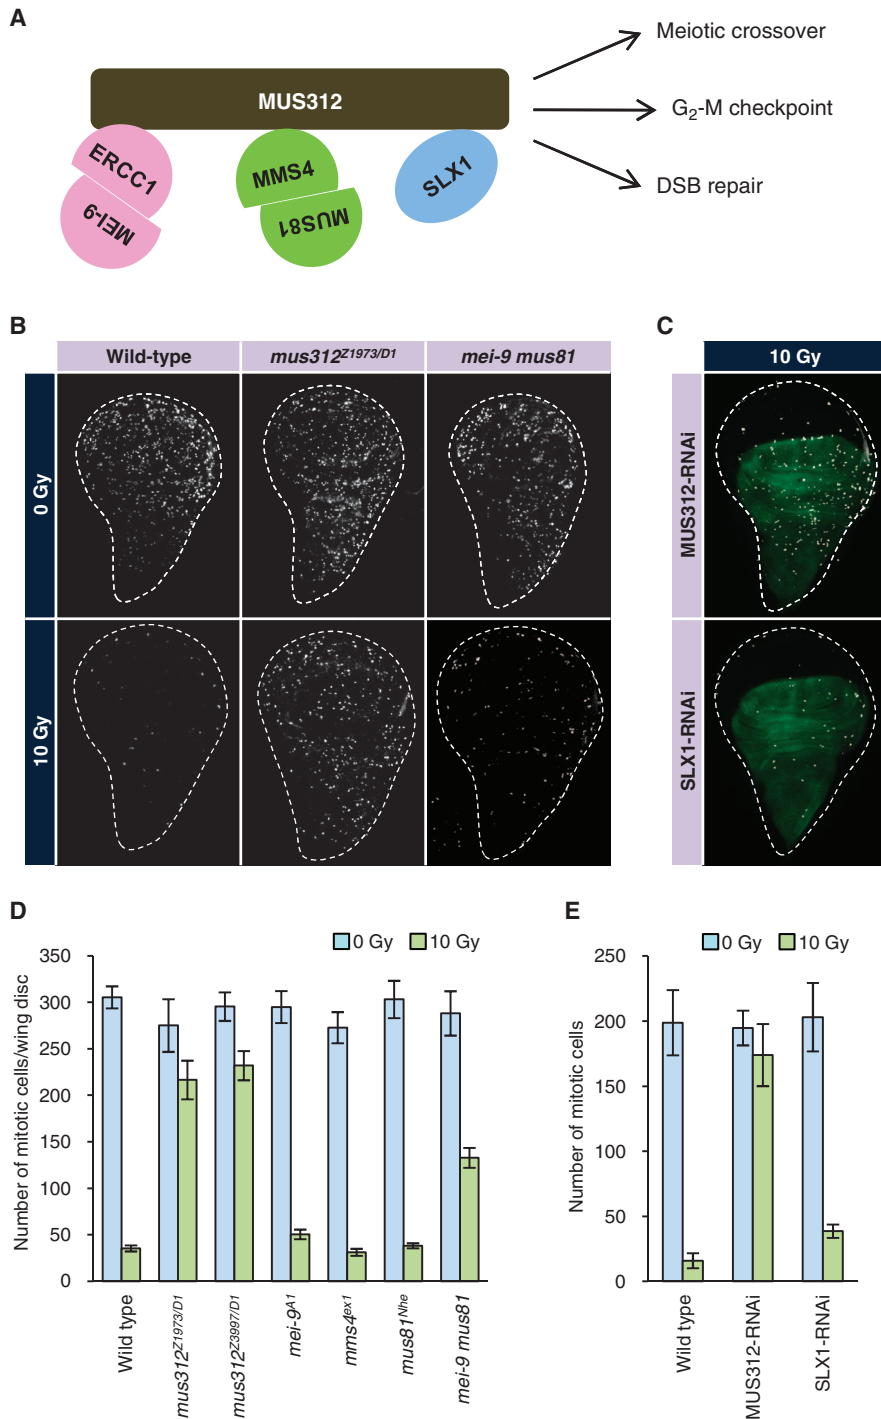 A
MUS312
ERCC1
MEI-9
MMS4
MUS81
SLX1
Meiotic crossover
G2-M checkpoint
DSB repair
B
Wild-type
mus312Z1973/D1
mei-9 mus81
0 Gy
10 Gy
C
10 Gy
MUS312-RNAi
SLX1-RNAi
D
0 Gy
10 Gy
Number of mitotic cells/wing disc
350
300
250
200
150
100
50
0
Wild type
mus312Z1973/D1
mus312Z3997/D1
mei-9A1
mms4ex1
mus81Nhe
mei-9 mus81
E
0 Gy
10 Gy
Number of mitotic cells
250
200
150
100
50
0
Wild type
MUS312-RNAi
SLX1-RNAi